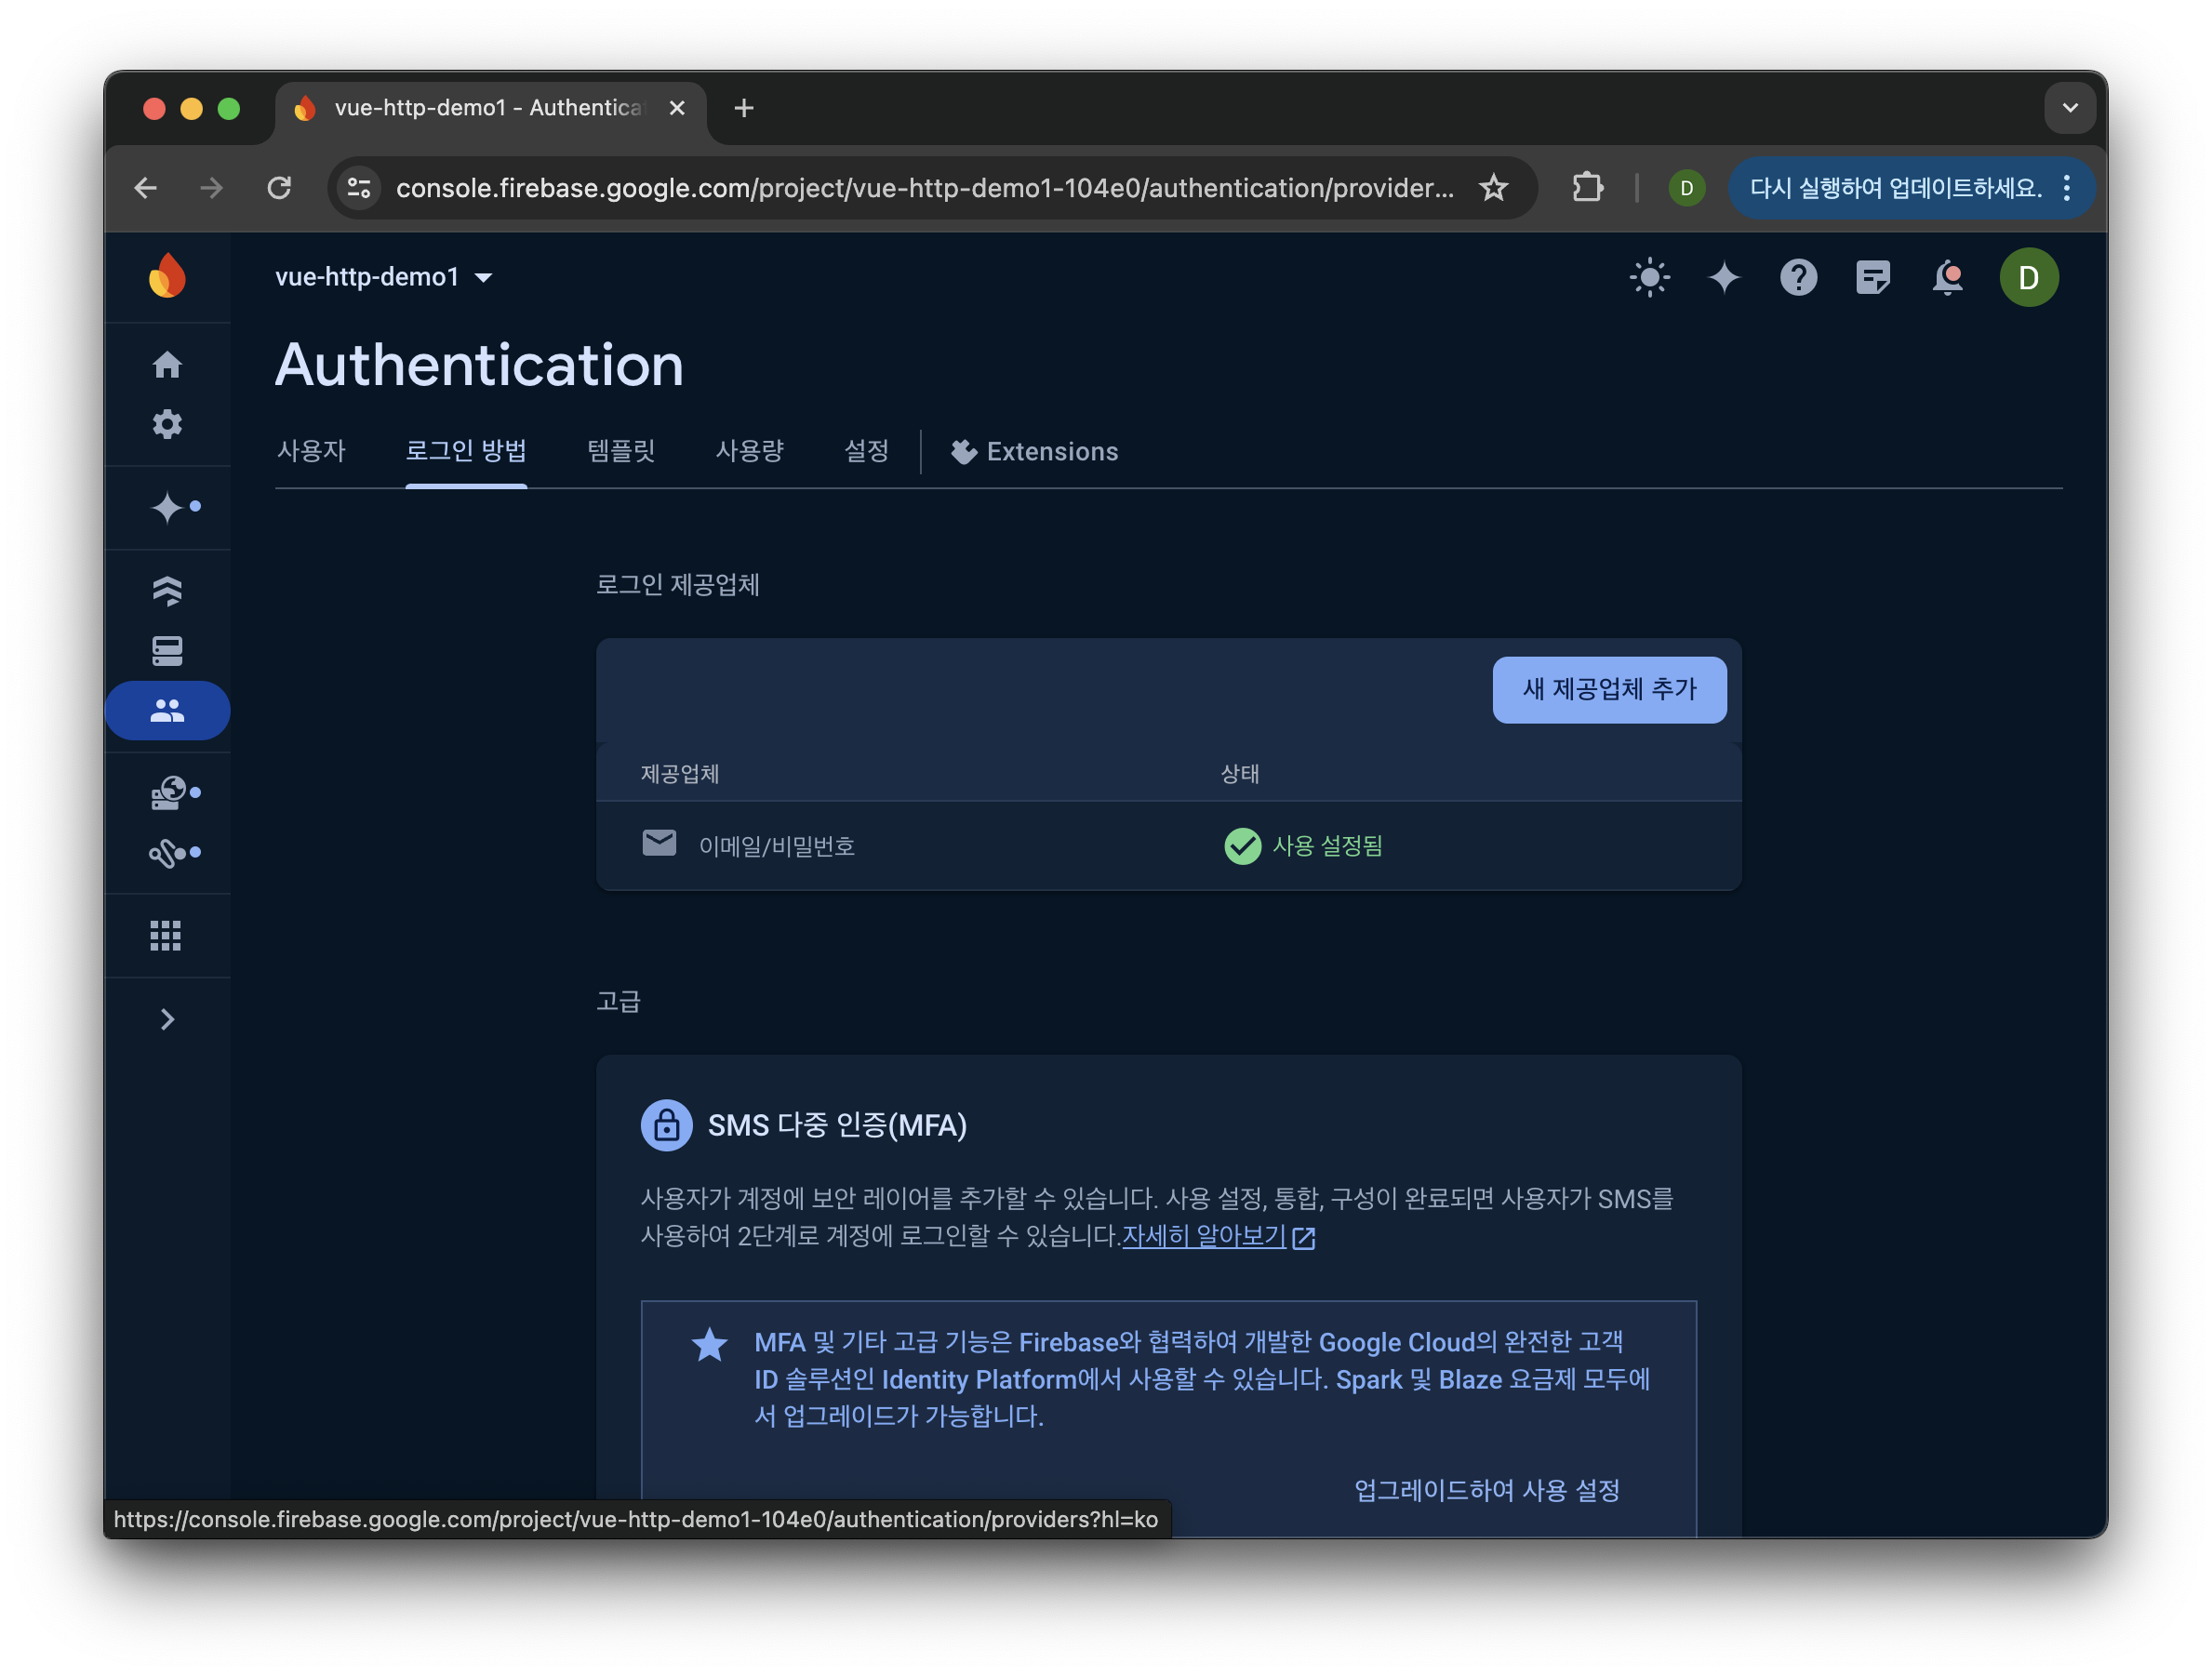 vue-http-demo1 - Authentica
console.firebase.google.com/project/vue-http-demo1-104e0/authentication/provider...
D
다시 실행하여 업데이트하세요.
vue-http-demo1
D
Authentication
사용자
로그인 방법
템플릿
사용량
설정
Extensions
로그인 제공업체
새 제공업체 추가
제공업체
상태
이메일/비밀번호
사용 설정됨
고급
SMS 다중 인증(MFA)
사용자가 계정에 보안 레이어를 추가할 수 있습니다. 사용 설정, 통합, 구성이 완료되면 사용자가 SMS를
사용하여 2단계로 계정에 로그인할 수 있습니다.자세히 알아보기
MFA 및 기타 고급 기능은 Firebase와 협력하여 개발한 Google Cloud의 완전한 고객
ID 솔루션인 Identity Platform에서 사용할 수 있습니다. Spark 및 Blaze 요금제 모두에
서 업그레이드가 가능합니다.
업그레이드하여 사용 설정
https://console.firebase.google.com/project/vue-http-demo1-104e0/authentication/providers?hl=ko